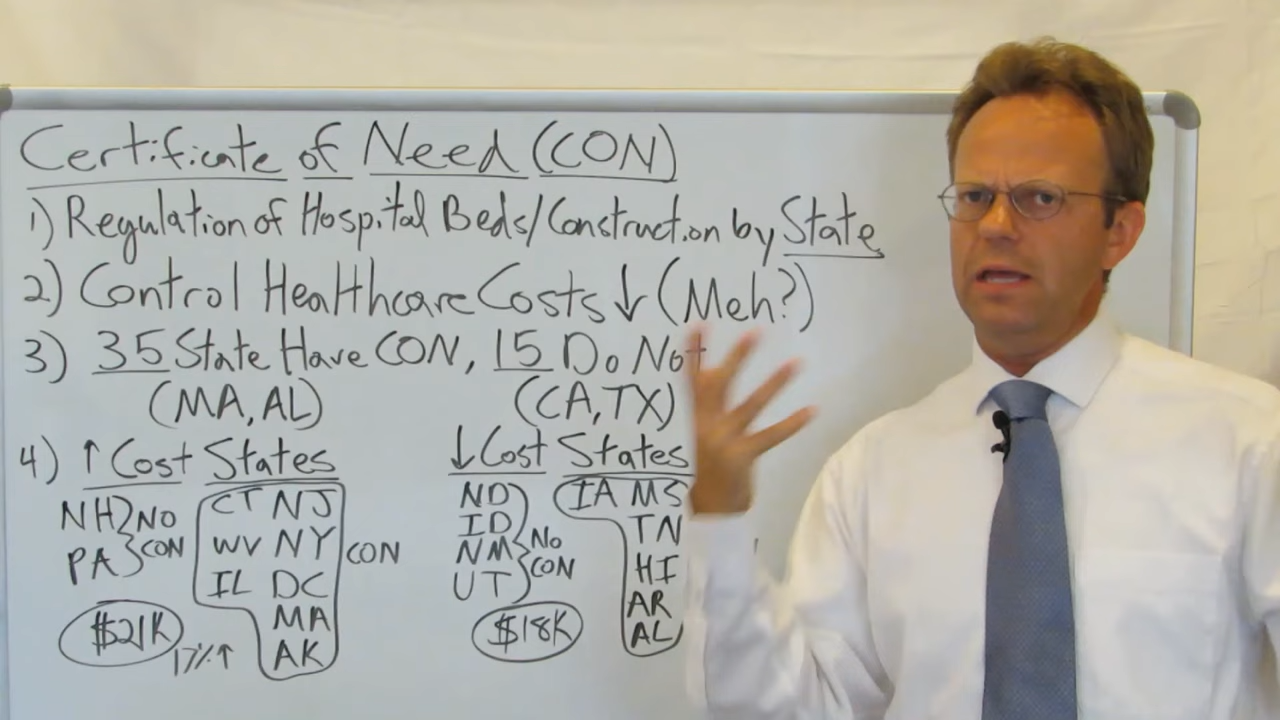 Certificate of Need (CON)
1) Regulation of Hospital Beds/Construction by State
2) Control Healthcare Costs ↓ (Meh?)
3) 35 State Have CON, 15 Do Not
(MA, AL) (CA, TX)
4) ↑ Cost States
NH
PA
NO
CON
CT NJ
WV NY
IL DC
MA
AK
CON
$21K
17% ↑
↓ Cost States
ND
ID
NM
UT
No
CON
IA MS
TN
HI
AR
AL
$18K